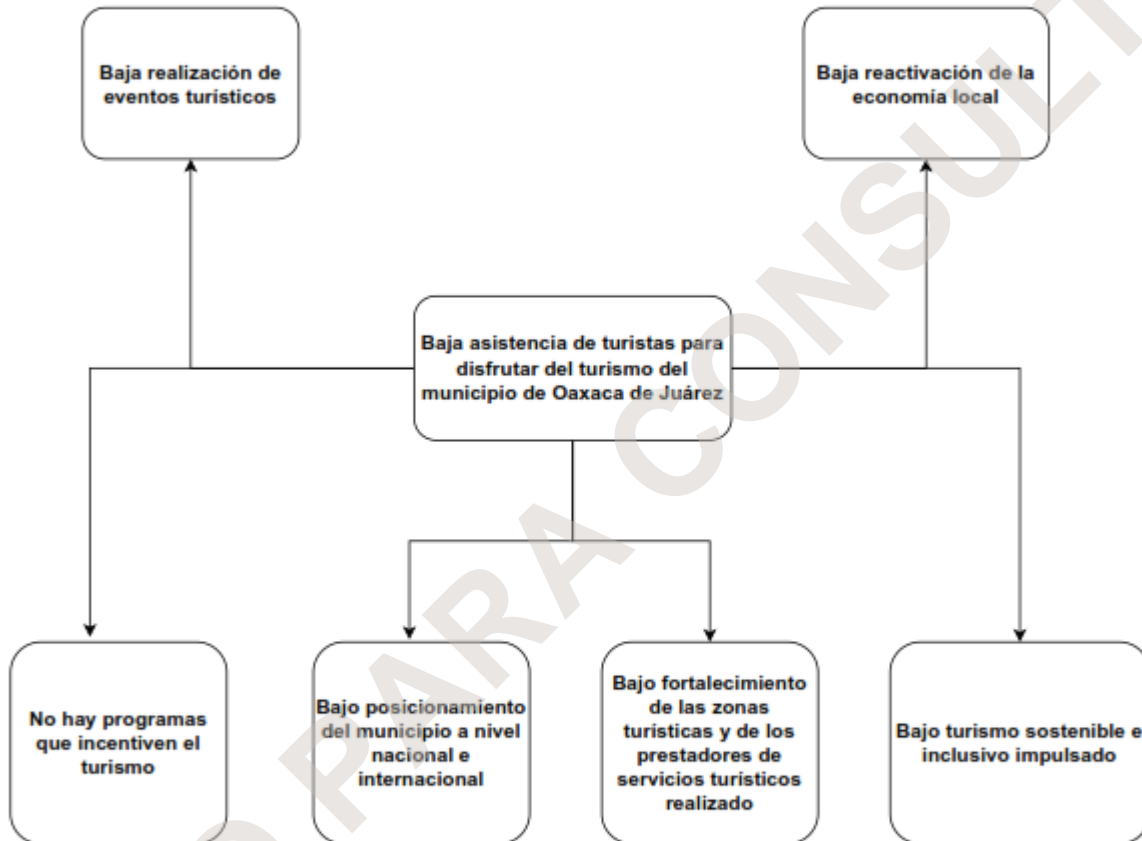 Baja realización de
eventos turísticos
Baja reactivación de la
economía local
Baja asistencia de turistas para
disfrutar del turismo del
municipio de Oaxaca de Juárez
No hay programas
que incentiven el
turismo
Bajo posicionamiento
del municipio a nivel
nacional e
internacional
Bajo fortalecimiento
de las zonas
turísticas y de los
prestadores de
servicios turísticos
realizado
Bajo turismo sostenible e
inclusivo impulsado
PARA CONSULT